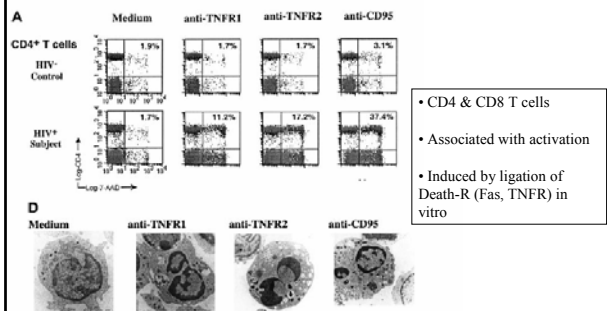 A
Medium
anti-TNFR1
anti-TNFR2
anti-CD95
CD4+ T cells
HIV-
Control
1.9%
1.7%
1.7%
3.1%
HIV+
Subject
1.7%
11.2%
17.2%
37.4%
Log-CD4
Log-7-AAD
D
Medium
anti-TNFR1
anti-TNFR2
anti-CD95
• CD4 & CD8 T cells
• Associated with activation
• Induced by ligation of
Death-R (Fas, TNFR) in
vitro